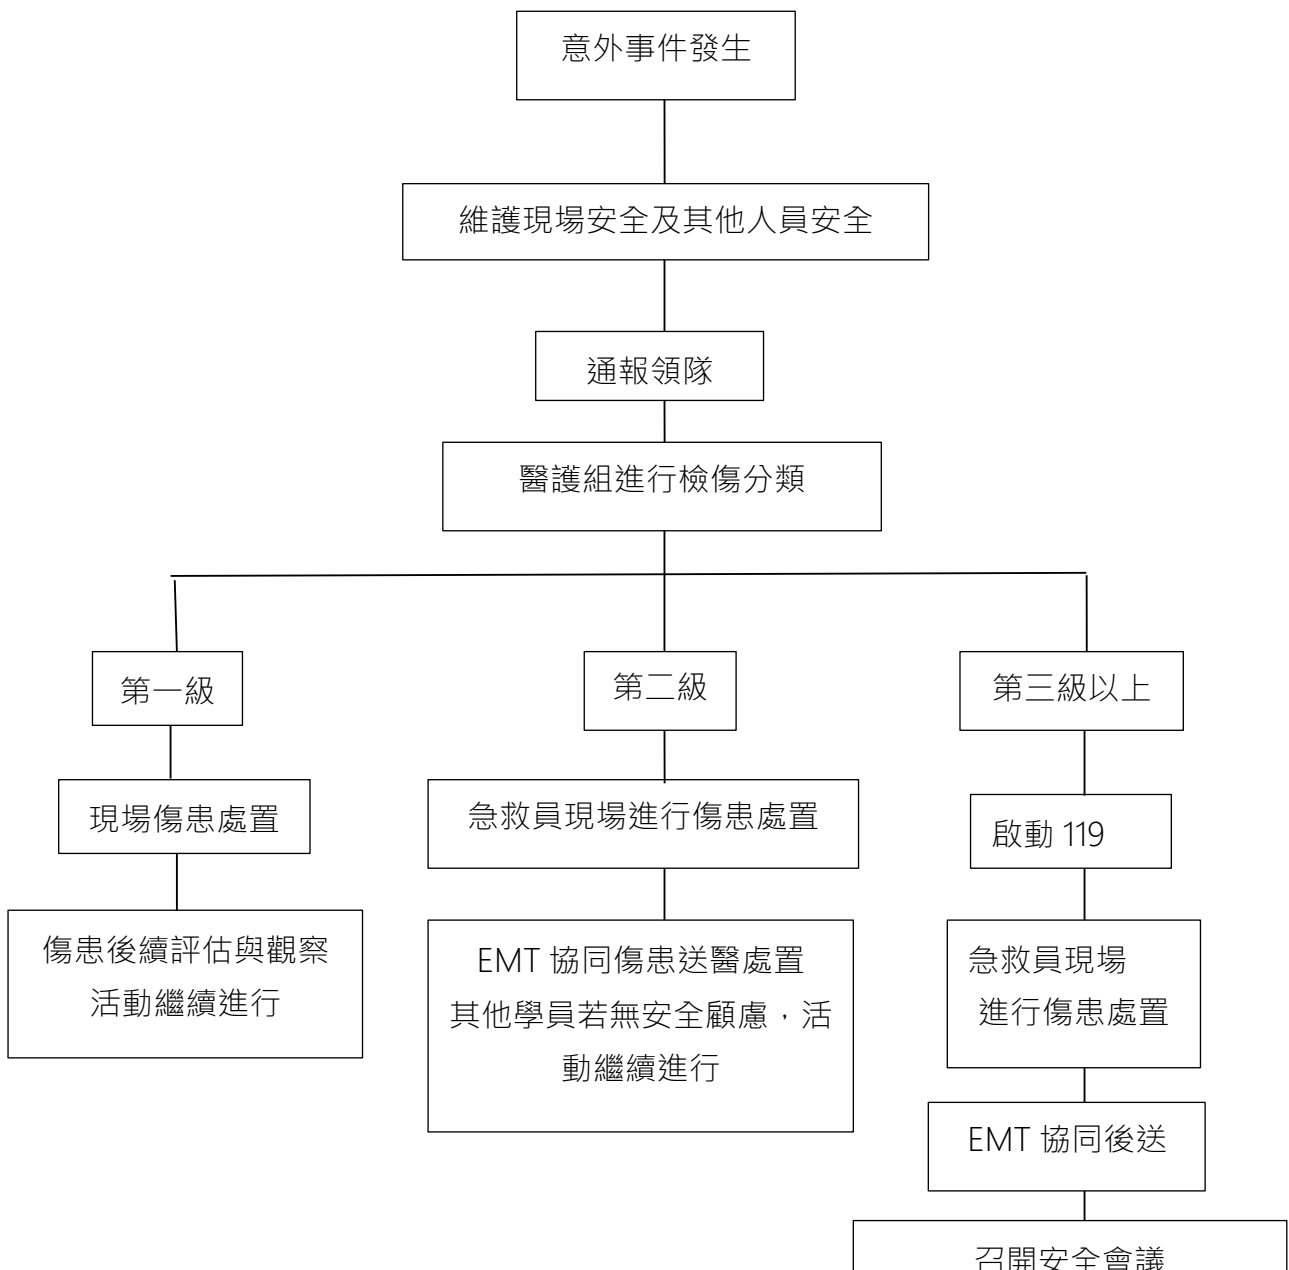 意外事件發生
維護現場安全及其他人員安全
通報領隊
醫護組進行檢傷分類
第一級
第二級
第三級以上
現場傷患處置
急救員現場進行傷患處置
啟動 119
傷患後續評估與觀察
活動繼續進行
EMT 協同傷患送醫處置
其他學員若無安全顧慮，活
動繼續進行
急救員現場
進行傷患處置
EMT 協同後送
召開安全會議